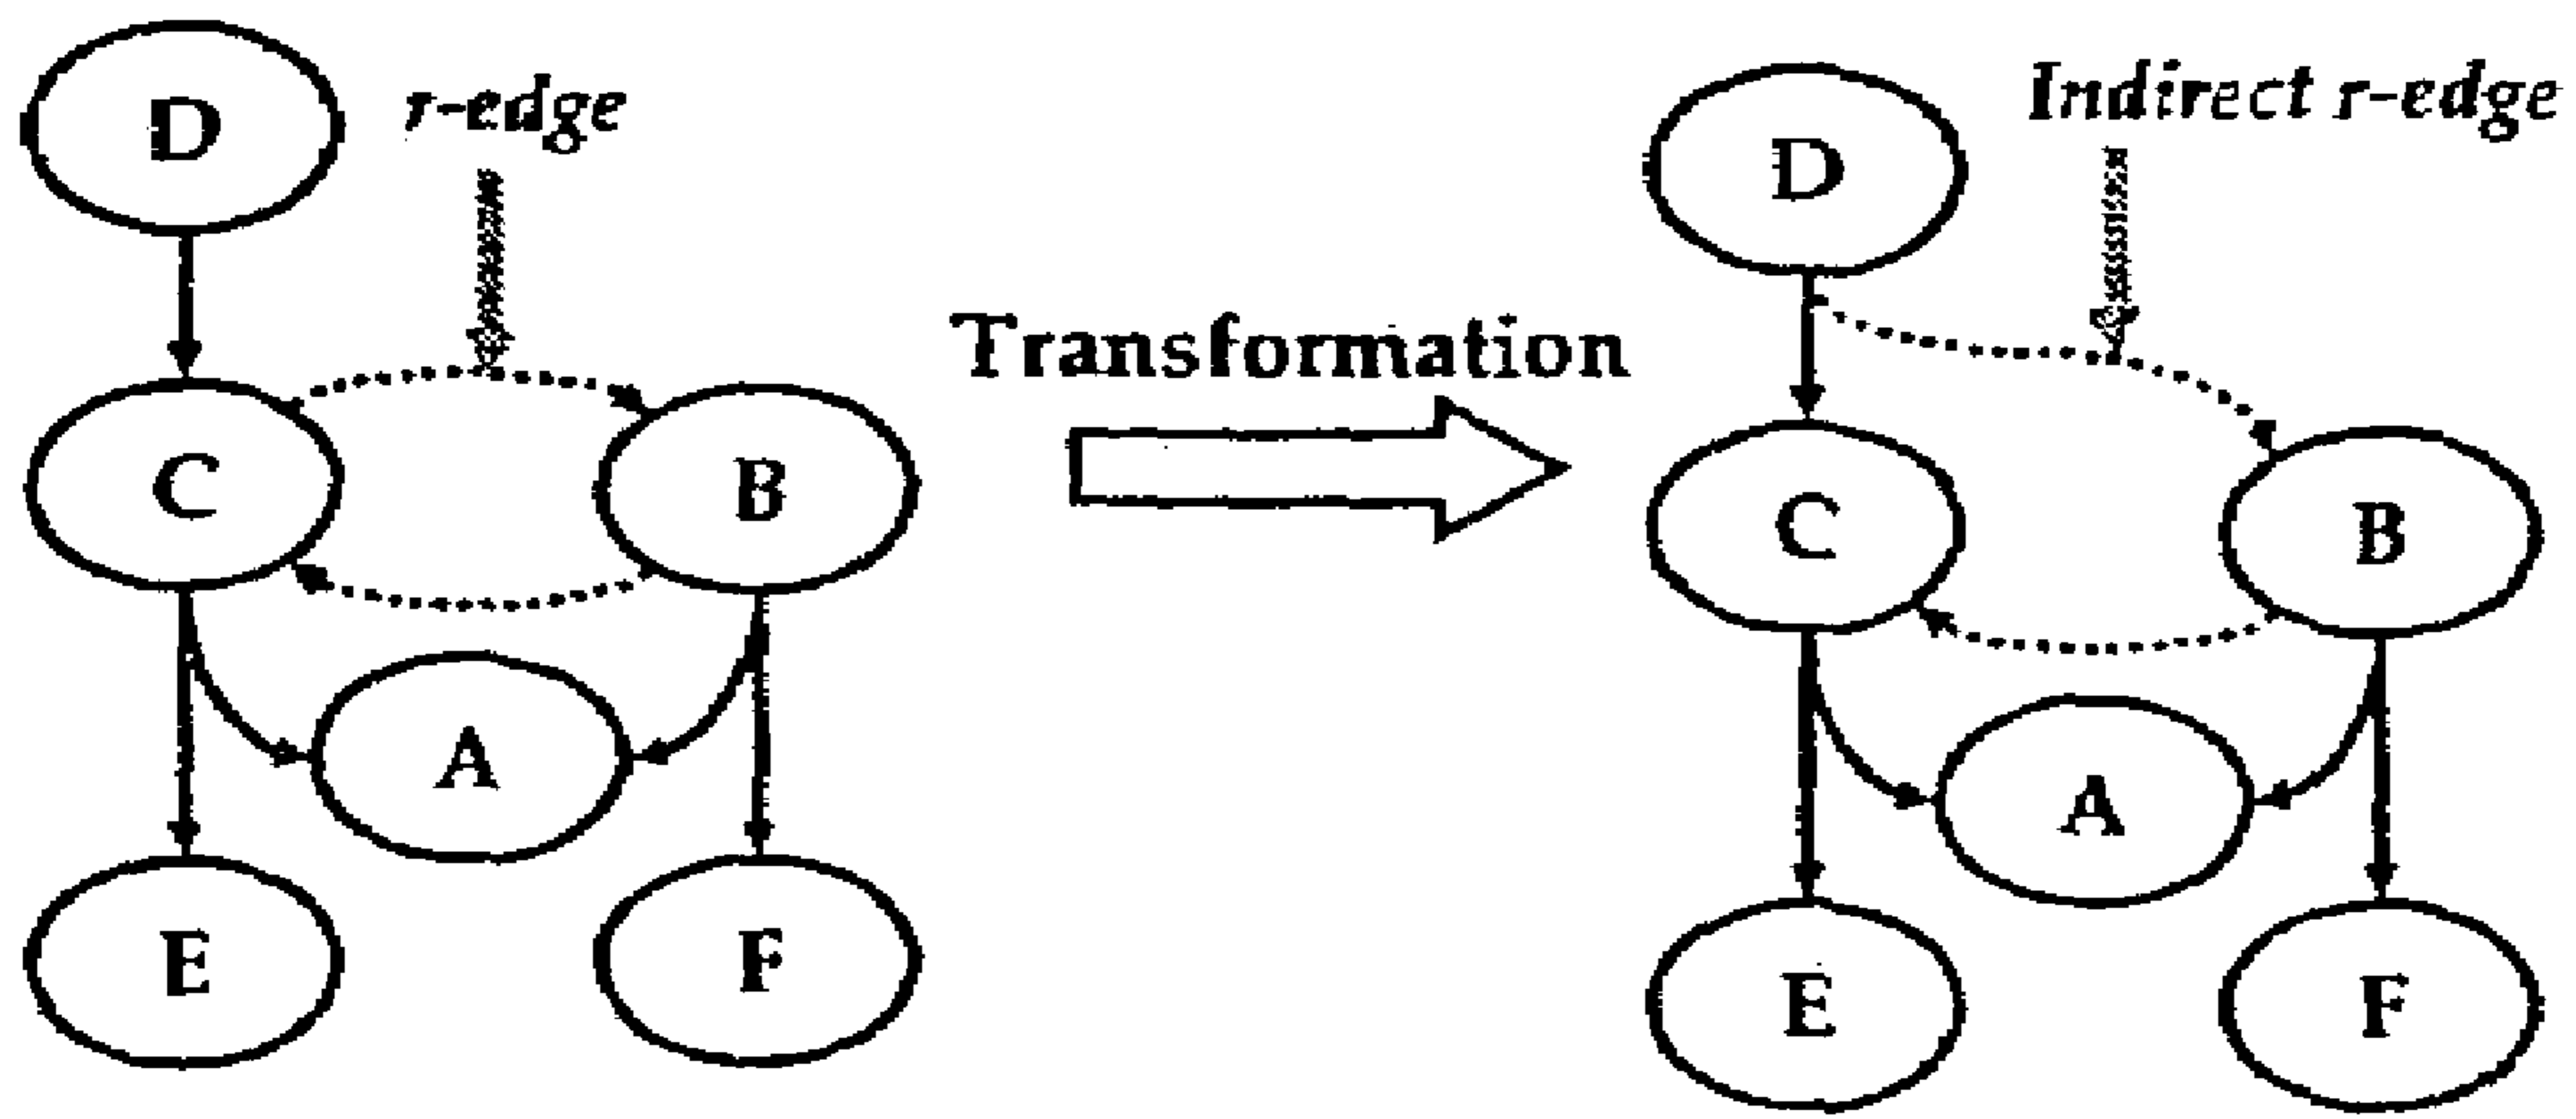 D
r-edge
C
B
A
E
F
Transformation
D
Indirect r-edge
C
B
A
E
F